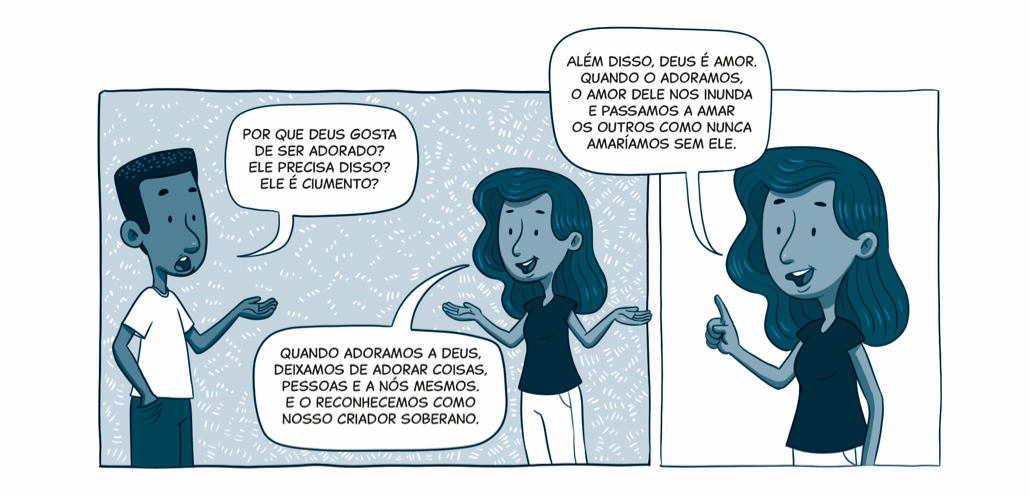 POR QUE DEUS GOSTA
DE SER ADORADO?
ELE PRECISA DISSO?
ELE É CIUMENTO?
QUANDO ADORAMOS A DEUS,
DEIXAMOS DE ADORAR COISAS,
PESSOAS E A NÓS MESMOS.
E O RECONHECEMOS COMO
NOSSO CRIADOR SOBERANO.
ALÉM DISSO, DEUS É AMOR.
QUANDO O ADORAMOS,
O AMOR DELE NOS INUNDA
E PASSAMOS A AMAR
OS OUTROS COMO NUNCA
AMARÍAMOS SEM ELE.